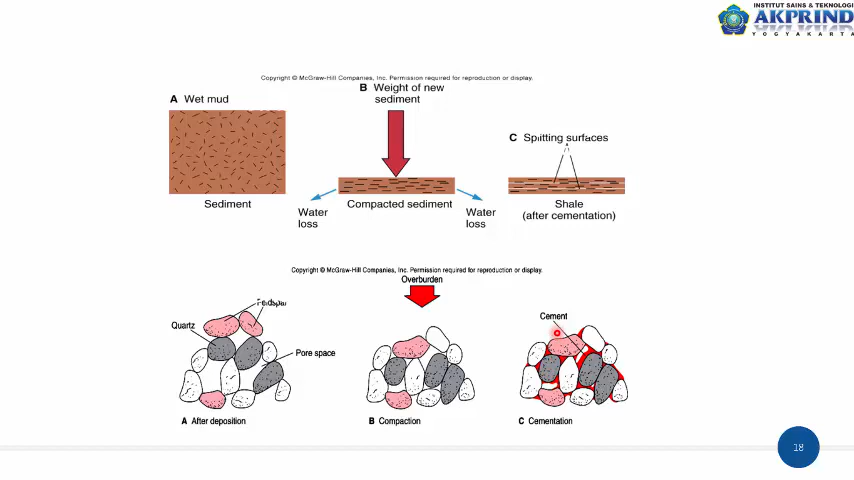 INSTITUT SAINS & TEKNOLOGI
AKPRIND
YOGYAKARTA
Copyright © McGraw-Hill Companies, Inc. Permission required for reproduction or display.
A Wet mud
B Weight of new
sediment
C Splitting surfaces
Sediment
Water
loss
Compacted sediment
Water
loss
Shale
(after cementation)
Copyright © McGraw-Hill Companies, Inc. Permission required for reproduction or display.
Overburden
Feldspar
Quartz
Pore space
Cement
A After deposition
B Compaction
C Cementation
18